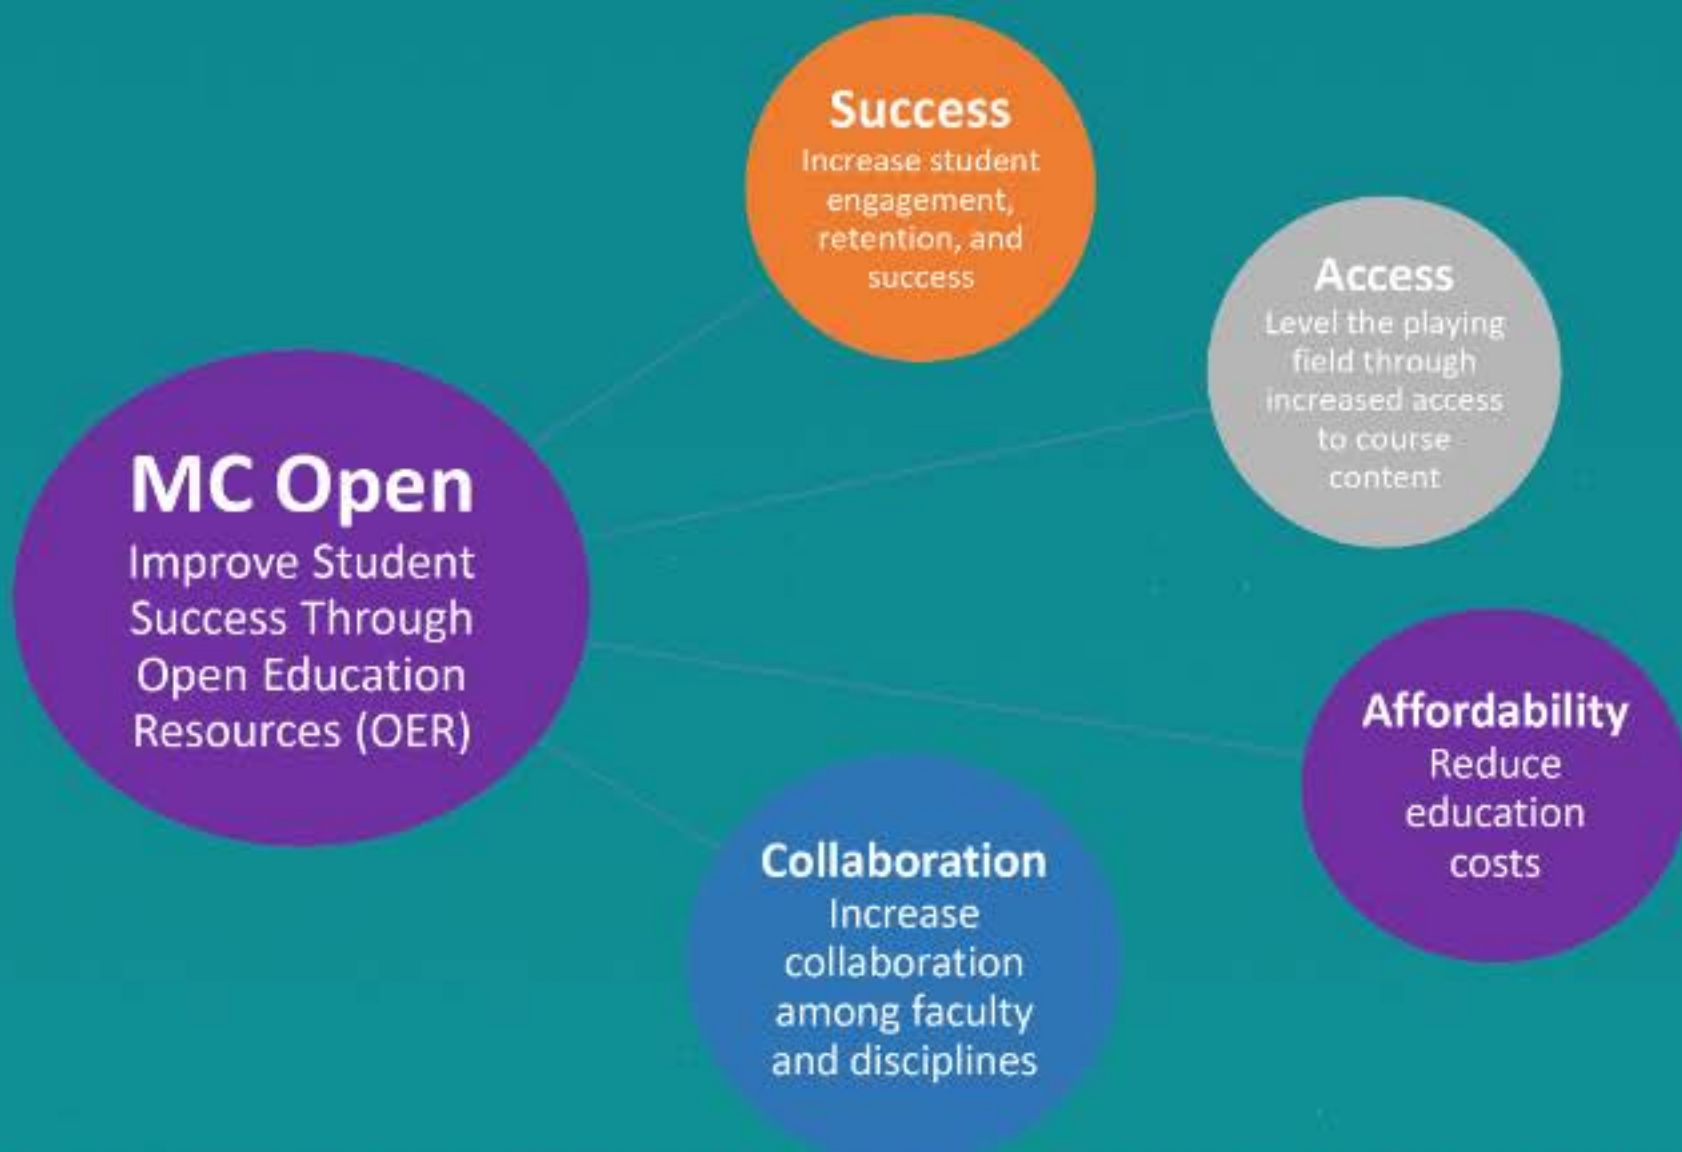 MC Open
Improve Student
Success Through
Open Education
Resources (OER)
Success
Increase student
engagement,
retention, and
success
Access
Level the playing
field through
increased access
to course
content
Affordability
Reduce
education
costs
Collaboration
Increase
collaboration
among faculty
and disciplines